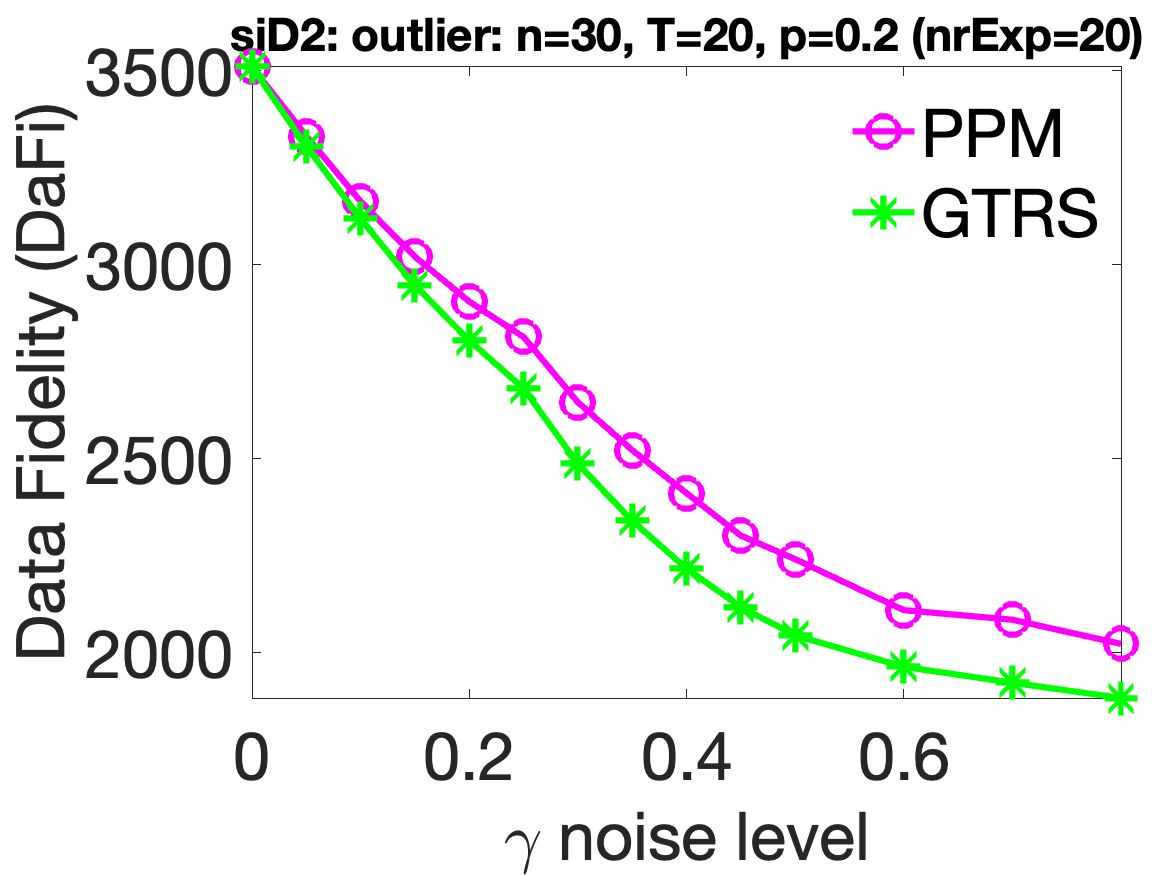 siD2: outlier: n=30, T=20, p=0.2 (nrExp=20)
3500
3000
2500
2000
Data Fidelity (DaFi)
PPM
GTRS
0 0.2 0.4 0.6
γ noise level